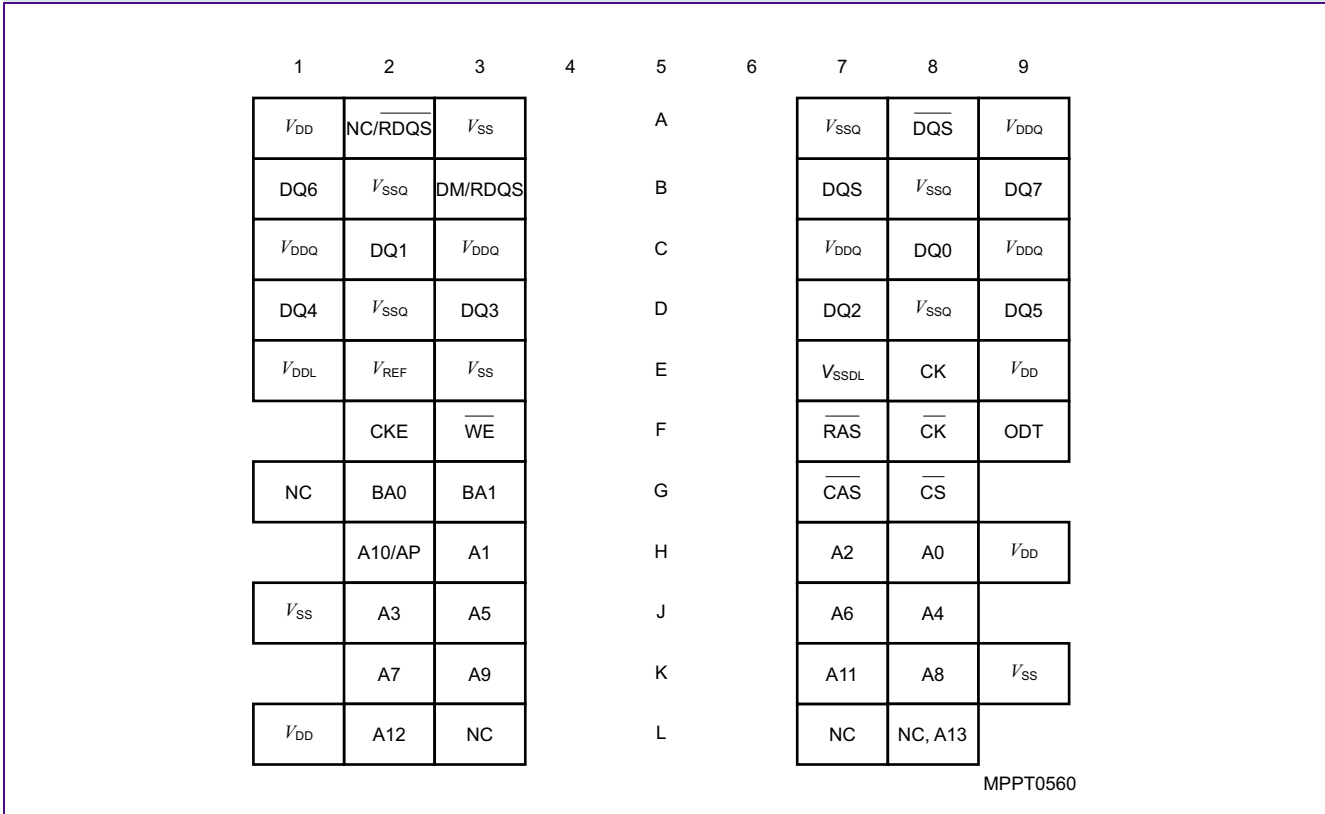 1 2 3 4 5 6 7 8 9
VDD NC/RDQS VSS A VSSQ DQS VDDQ
DQ6 VSSQ DM/RDQS B DQS VSSQ DQ7
VDDQ DQ1 VDDQ C VDDQ DQ0 VDDQ
DQ4 VSSQ DQ3 D DQ2 VSSQ DQ5
VDDL VREF VSS E VSSDL CK VDD
CKE WE F RAS CK ODT
NC BA0 BA1 G CAS CS
A10/AP A1 H A2 A0 VDD
VSS A3 A5 J A6 A4
A7 A9 K A11 A8 VSS
VDD A12 NC L NC NC, A13
MPPT0560